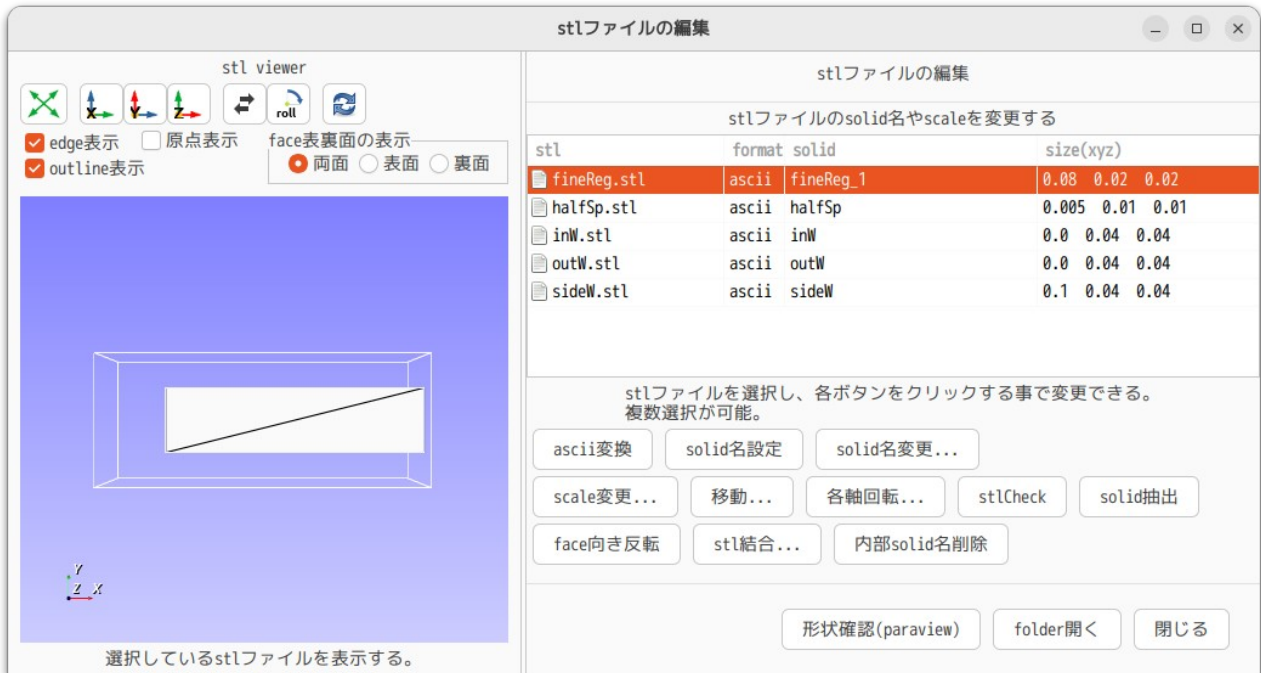 stlファイルの編集
stl viewer
X Y Z roll
edge表示 原点表示
outline表示
face表裏面の表示
両面 表面 裏面
Y
Z X
選択しているstlファイルを表示する。
stlファイルの編集
stlファイルのsolid名やscaleを変更する
stl format solid size(xyz)
fineReg.stl ascii fineReg_1 0.08 0.02 0.02
halfSp.stl ascii halfSp 0.005 0.01 0.01
inW.stl ascii inW 0.0 0.04 0.04
outW.stl ascii outW 0.0 0.04 0.04
sideW.stl ascii sideW 0.1 0.04 0.04
stlファイルを選択し、各ボタンをクリックする事で変更できる。
複数選択が可能。
ascii変換 solid名設定 solid名変更...
scale変更... 移動... 各軸回転... stlCheck solid抽出
face向き反転 stl結合... 内部solid名削除
形状確認(paraview) folder開く 閉じる